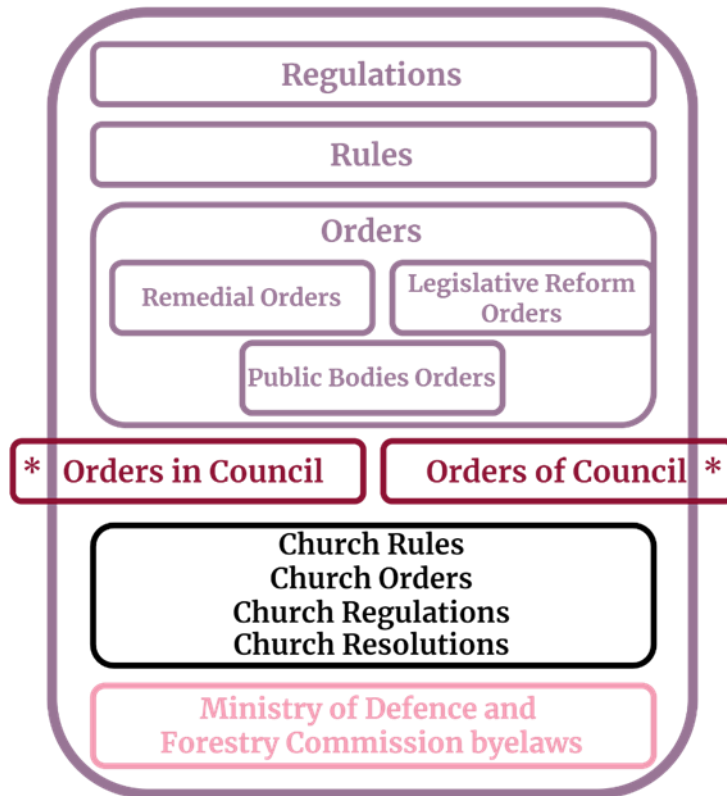 Regulations
Rules
Orders
Remedial Orders
Legislative Reform
Orders
Public Bodies Orders
* Orders in Council
Orders of Council *
Church Rules
Church Orders
Church Regulations
Church Resolutions
Ministry of Defence and
Forestry Commission byelaws